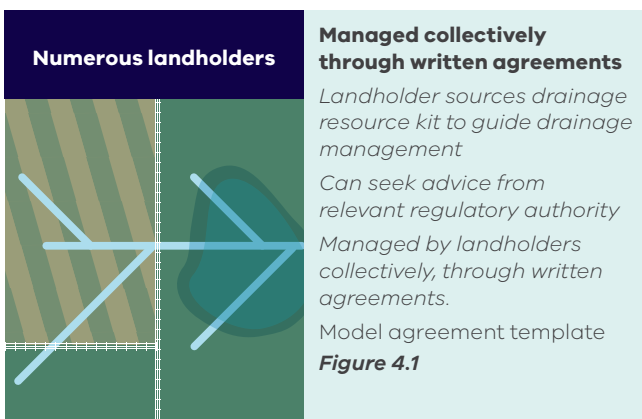 Numerous landholders
Managed collectively
through written agreements
Landholder sources drainage
resource kit to guide drainage
management
Can seek advice from
relevant regulatory authority
Managed by landholders
collectively, through written
agreements.
Model agreement template
Figure 4.1